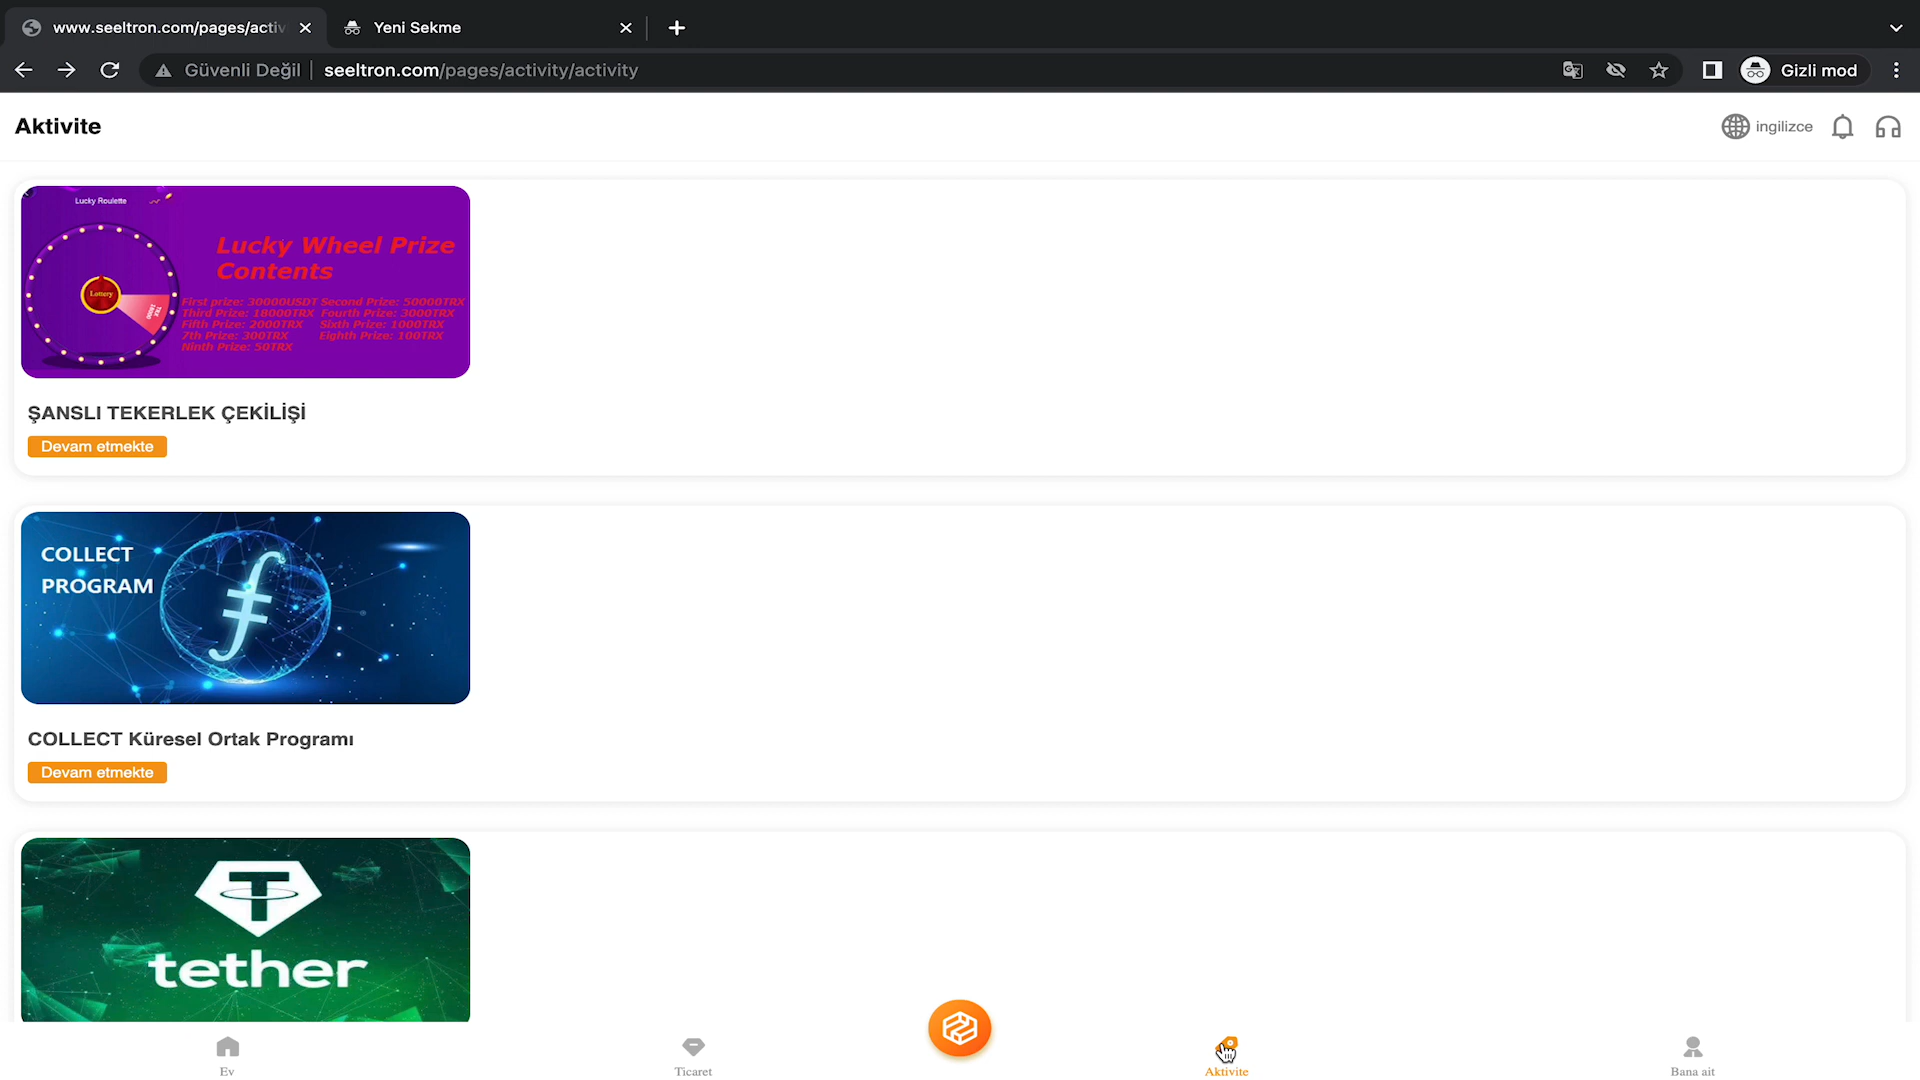 www.seeltron.com/pages/activ
Yeni Sekme
Güvenli Değil
seeltron.com/pages/activity/activity
Gizli mod
Aktivite
ingilizce
Lucky Roulette
Lottery
TRX
18000
Lucky Wheel Prize
Contents
First prize: 30000USDT Second Prize: 50000TRX
Third Prize: 18000TRX Fourth Prize: 3000TRX
Fifth Prize: 2000TRX Sixth Prize: 1000TRX
7th Prize: 300TRX Eighth Prize: 100TRX
Ninth Prize: 50TRX
ŞANSLI TEKERLEK ÇEKİLİŞİ
Devam etmekte
COLLECT
PROGRAM
COLLECT Küresel Ortak Programı
Devam etmekte
tether
Ev
Ticaret
Aktivite
Bana ait